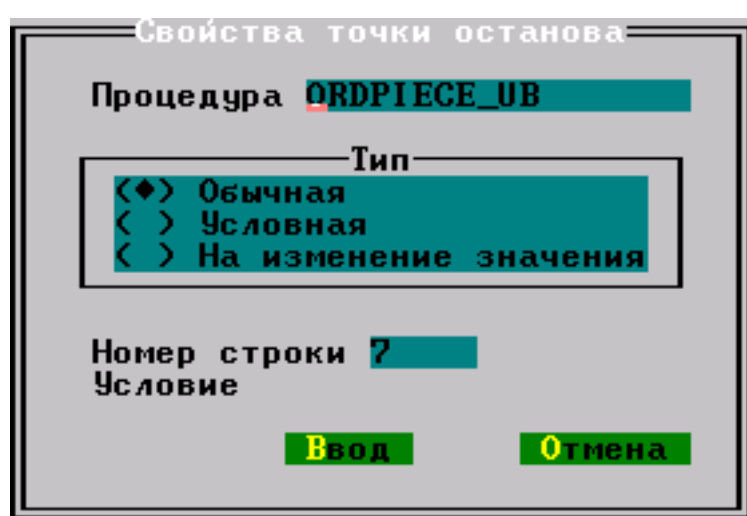 Свойства точки останова
Процедура ORDPIECE_UB
Тип
(♦) Обычная
( ) Условная
( ) На изменение значения
Номер строки 7
Условие
Ввод Отмена